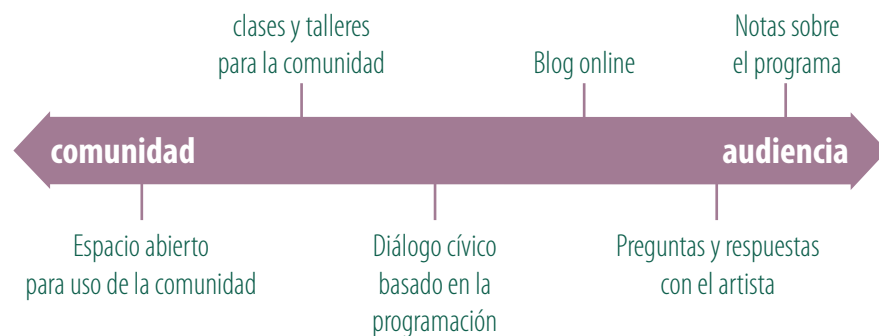 clases y talleres
para la comunidad
Blog online
Notas sobre
el programa
comunidad
audiencia
Espacio abierto
para uso de la comunidad
Diálogo cívico
basado en la
programación
Preguntas y respuestas
con el artista